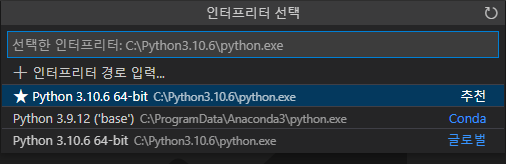 인터프리터 선택
선택한 인터프리터: C:\Python3.10.6\python.exe
+ 인터프리터 경로 입력...
★ Python 3.10.6 64-bit C:\Python3.10.6\python.exe 추천
Python 3.9.12 ('base') C:\ProgramData\Anaconda3\python.exe Conda
Python 3.10.6 64-bit C:\Python3.10.6\python.exe 글로벌